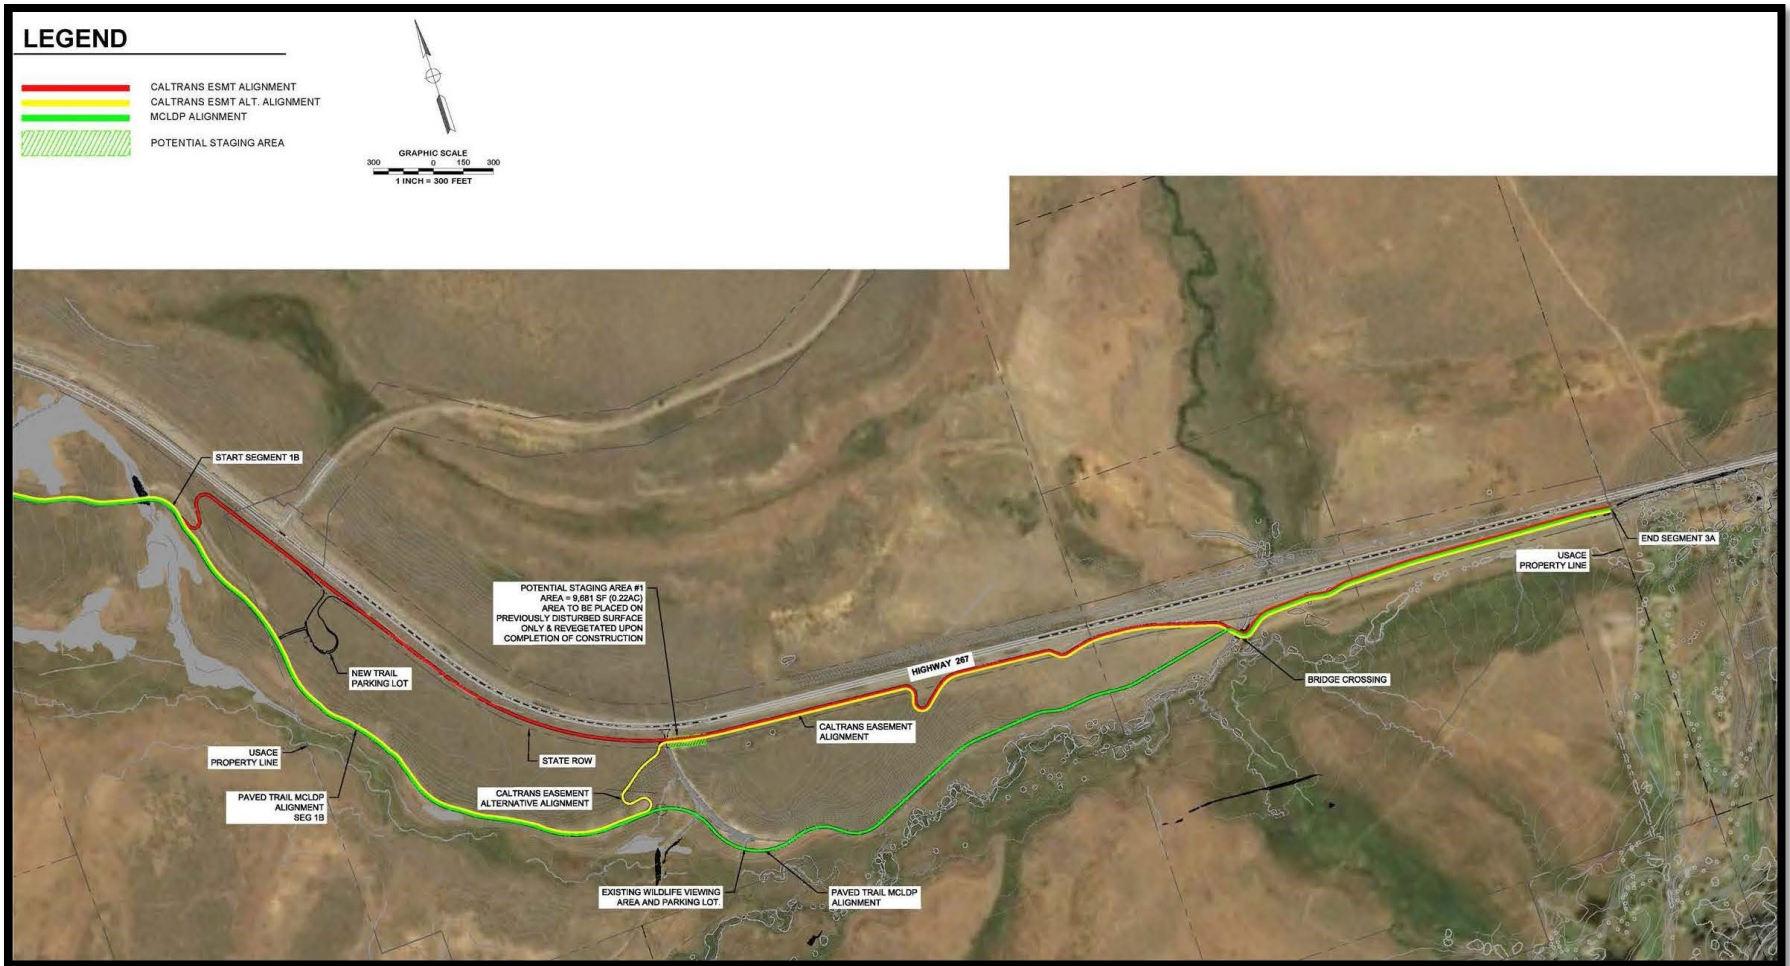 LEGEND
CALTRANS ESMT ALIGNMENT
CALTRANS ESMT ALT. ALIGNMENT
MCLDP ALIGNMENT
POTENTIAL STAGING AREA
GRAPHIC SCALE
300 0 150 300
1 INCH = 300 FEET
START SEGMENT 1B
POTENTIAL STAGING AREA #1
AREA = 9,681 SF (0.22AC)
AREA TO BE PLACED ON
PREVIOUSLY DISTURBED SURFACE
ONLY & REVEGETATED UPON
COMPLETION OF CONSTRUCTION
END SEGMENT 3A
USACE
PROPERTY LINE
NEW TRAIL
PARKING LOT
HIGHWAY 267
BRIDGE CROSSING
CALTRANS EASEMENT
ALIGNMENT
USACE
PROPERTY LINE
STATE ROW
PAVED TRAIL MCLDP
ALIGNMENT
SEG 1B
CALTRANS EASEMENT
ALTERNATIVE ALIGNMENT
EXISTING WILDLIFE VIEWING
AREA AND PARKING LOT.
PAVED TRAIL MCLDP
ALIGNMENT